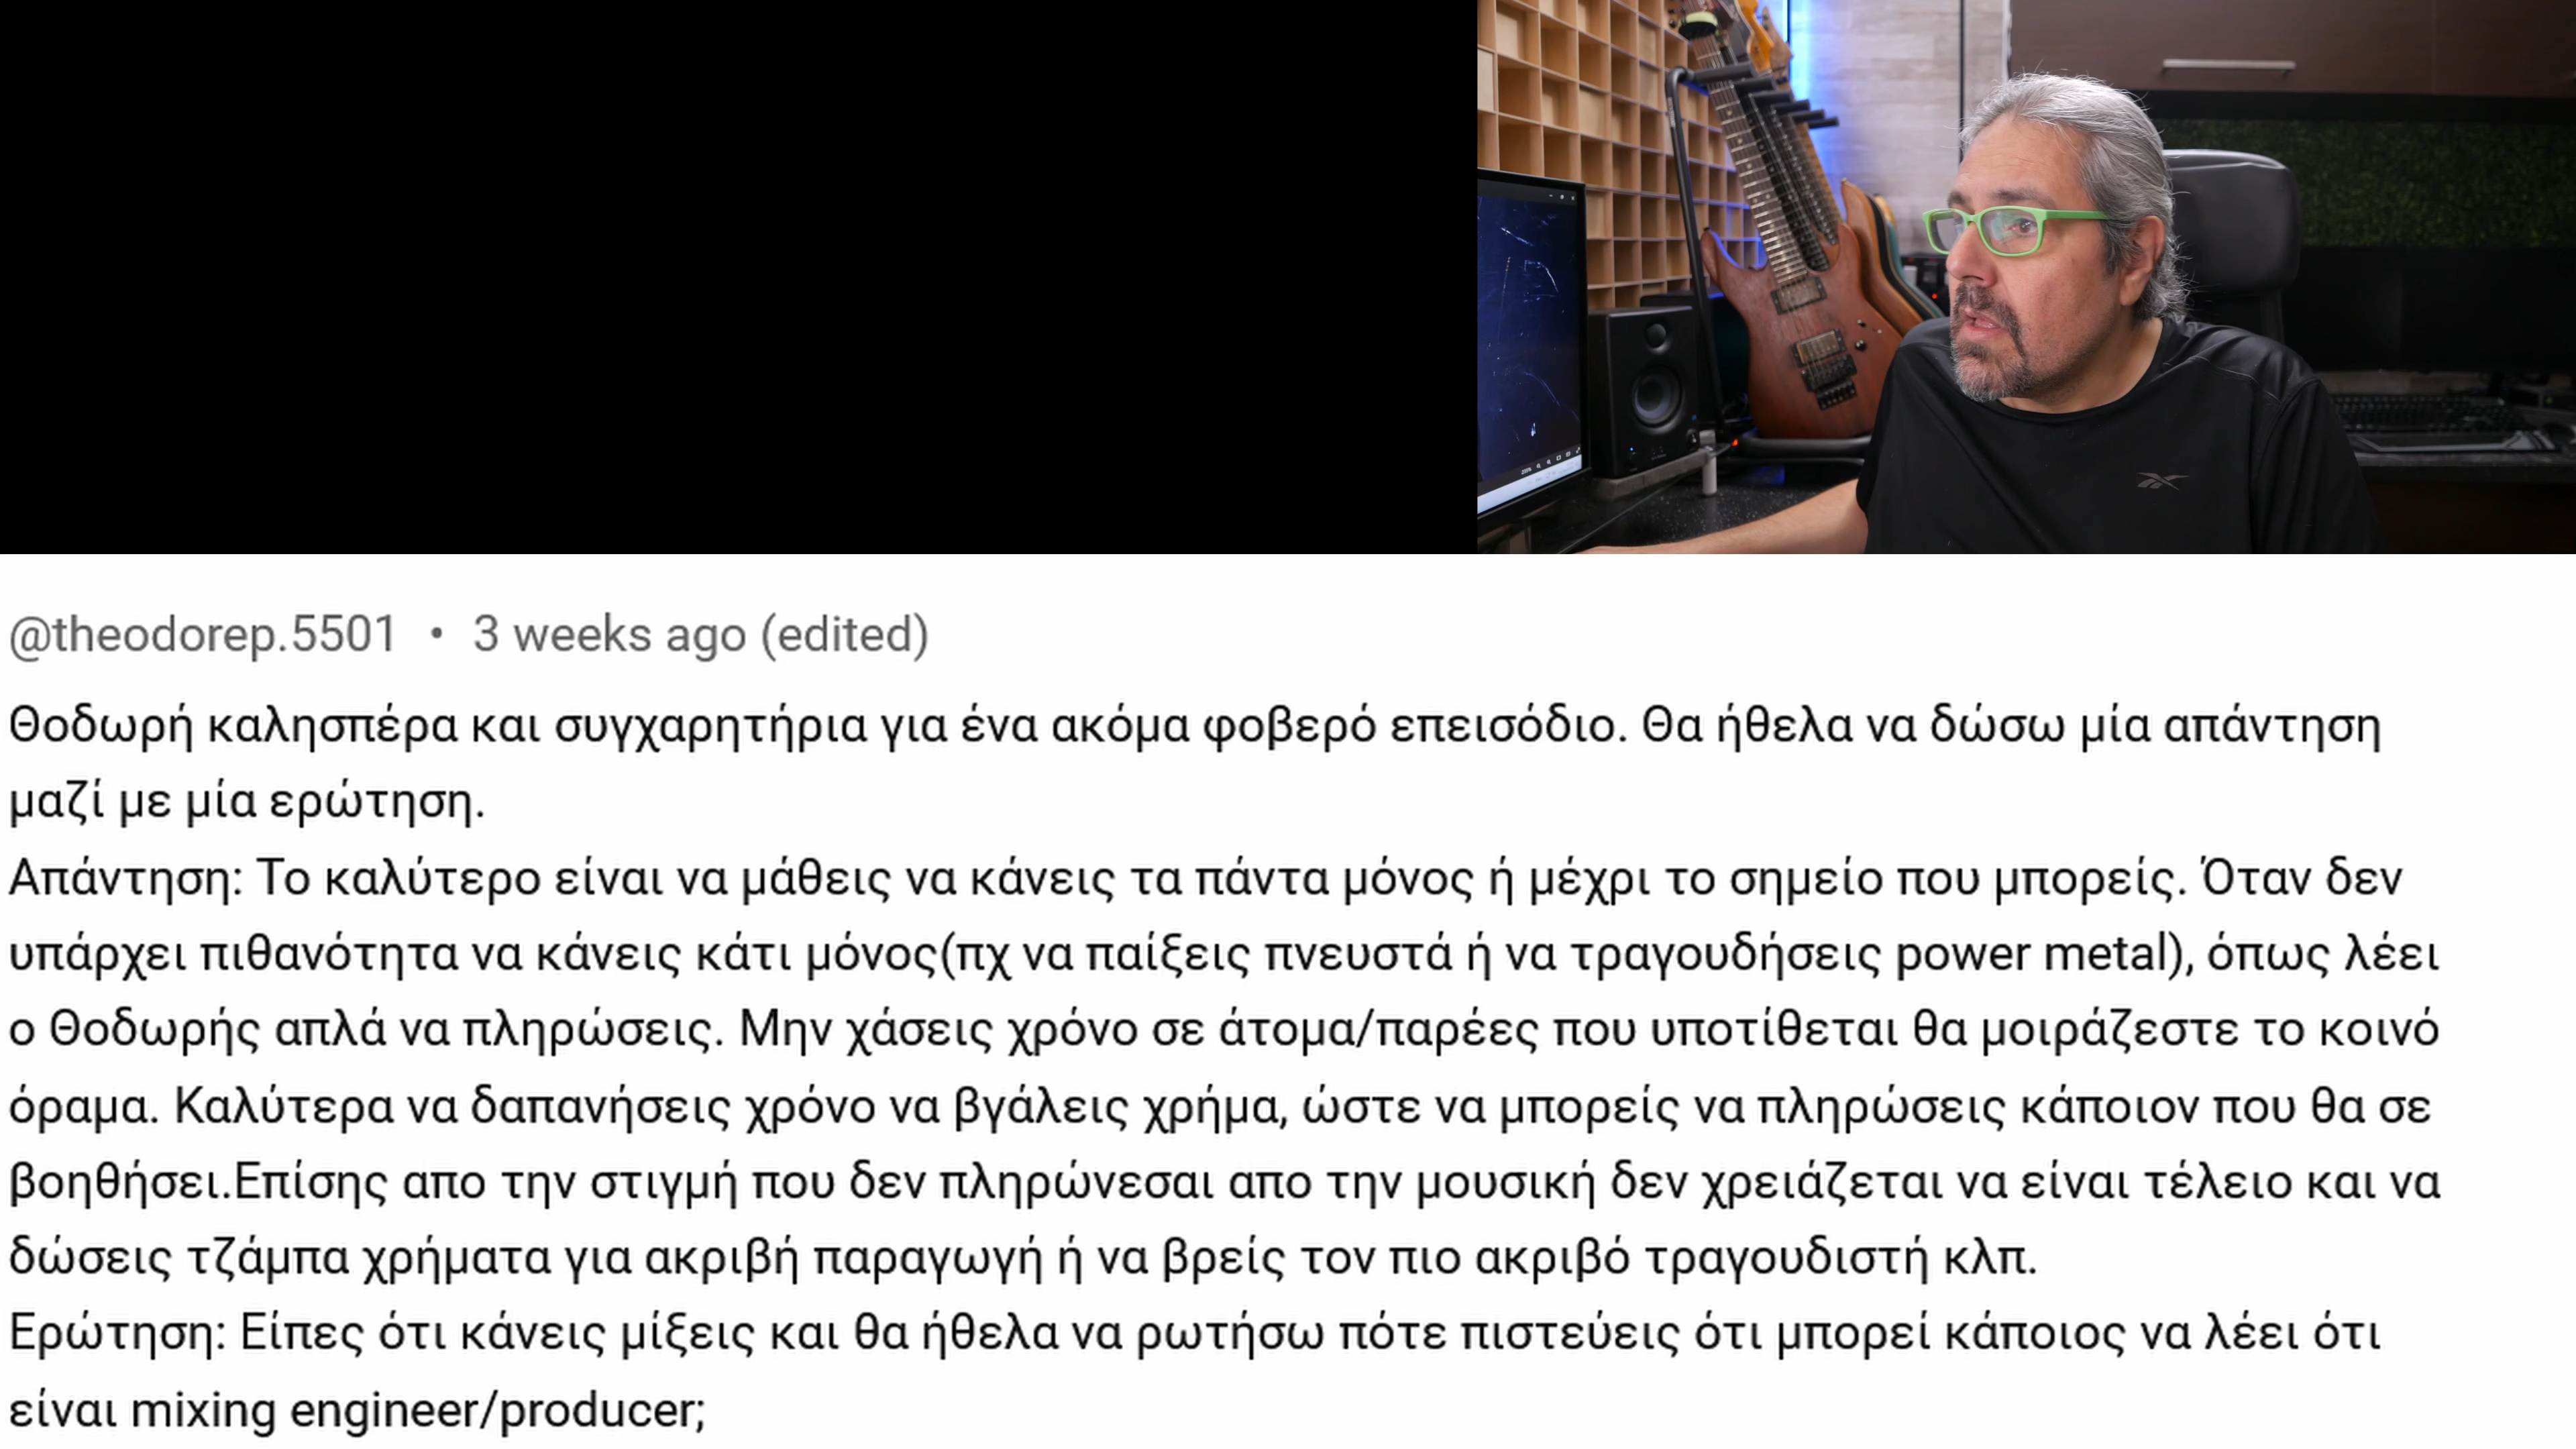 @theodorep.5501 • 3 weeks ago (edited)
Θοδωρή καλησπέρα και συγχαρητήρια για ένα ακόμα φοβερό επεισόδιο. Θα ήθελα να δώσω μία απάντηση
μαζί με μία ερώτηση.
Απάντηση: Το καλύτερο είναι να μάθεις να κάνεις τα πάντα μόνος ή μέχρι το σημείο που μπορείς. Όταν δεν
υπάρχει πιθανότητα να κάνεις κάτι μόνος(πχ να παίξεις πνευστά ή να τραγουδήσεις power metal), όπως λέει
ο Θοδωρής απλά να πληρώσεις. Μην χάσεις χρόνο σε άτομα/παρέες που υποτίθεται θα μοιράζεστε το κοινό
όραμα. Καλύτερα να δαπανήσεις χρόνο να βγάλεις χρήμα, ώστε να μπορείς να πληρώσεις κάποιον που θα σε
βοηθήσει.Επίσης απο την στιγμή που δεν πληρώνεσαι απο την μουσική δεν χρειάζεται να είναι τέλειο και να
δώσεις τζάμπα χρήματα για ακριβή παραγωγή ή να βρείς τον πιο ακριβό τραγουδιστή κλπ.
Ερώτηση: Είπες ότι κάνεις μίξεις και θα ήθελα να ρωτήσω πότε πιστεύεις ότι μπορεί κάποιος να λέει ότι
είναι mixing engineer/producer;